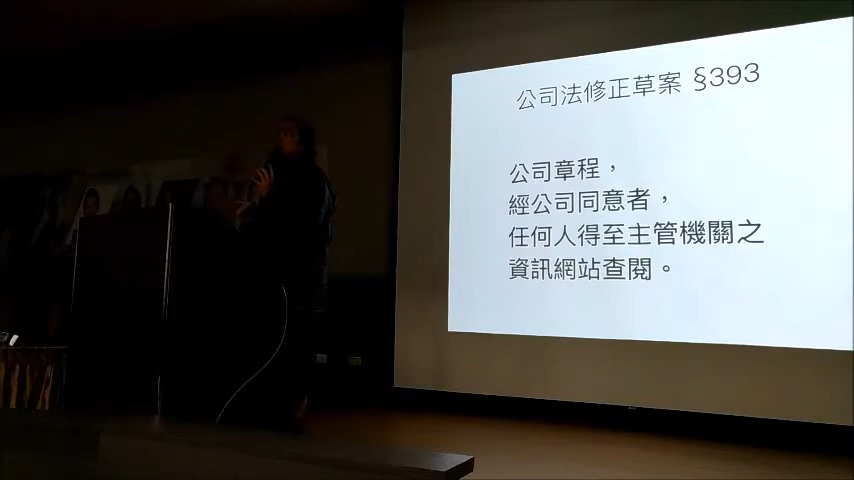 公司法修正草案 §393
公司章程，
經公司同意者，
任何人得至主管機關之
資訊網站查閱。